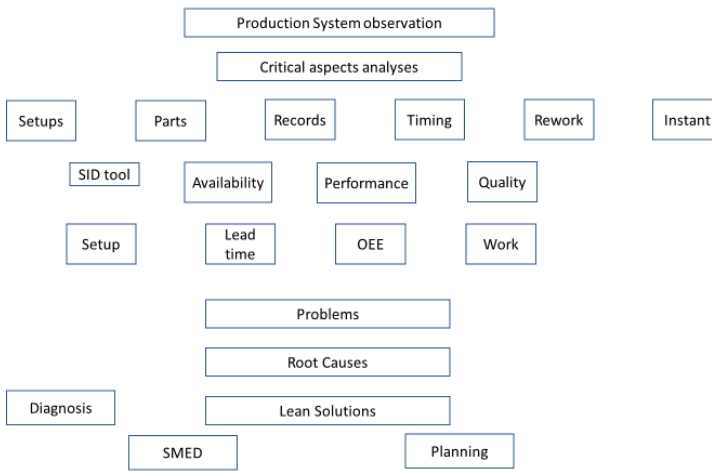 Production System observation
Critical aspects analyses
Setups
Parts
Records
Timing
Rework
Instant
SID tool
Availability
Performance
Quality
Setup
Lead
time
OEE
Work
Problems
Root Causes
Diagnosis
Lean Solutions
SMED
Planning